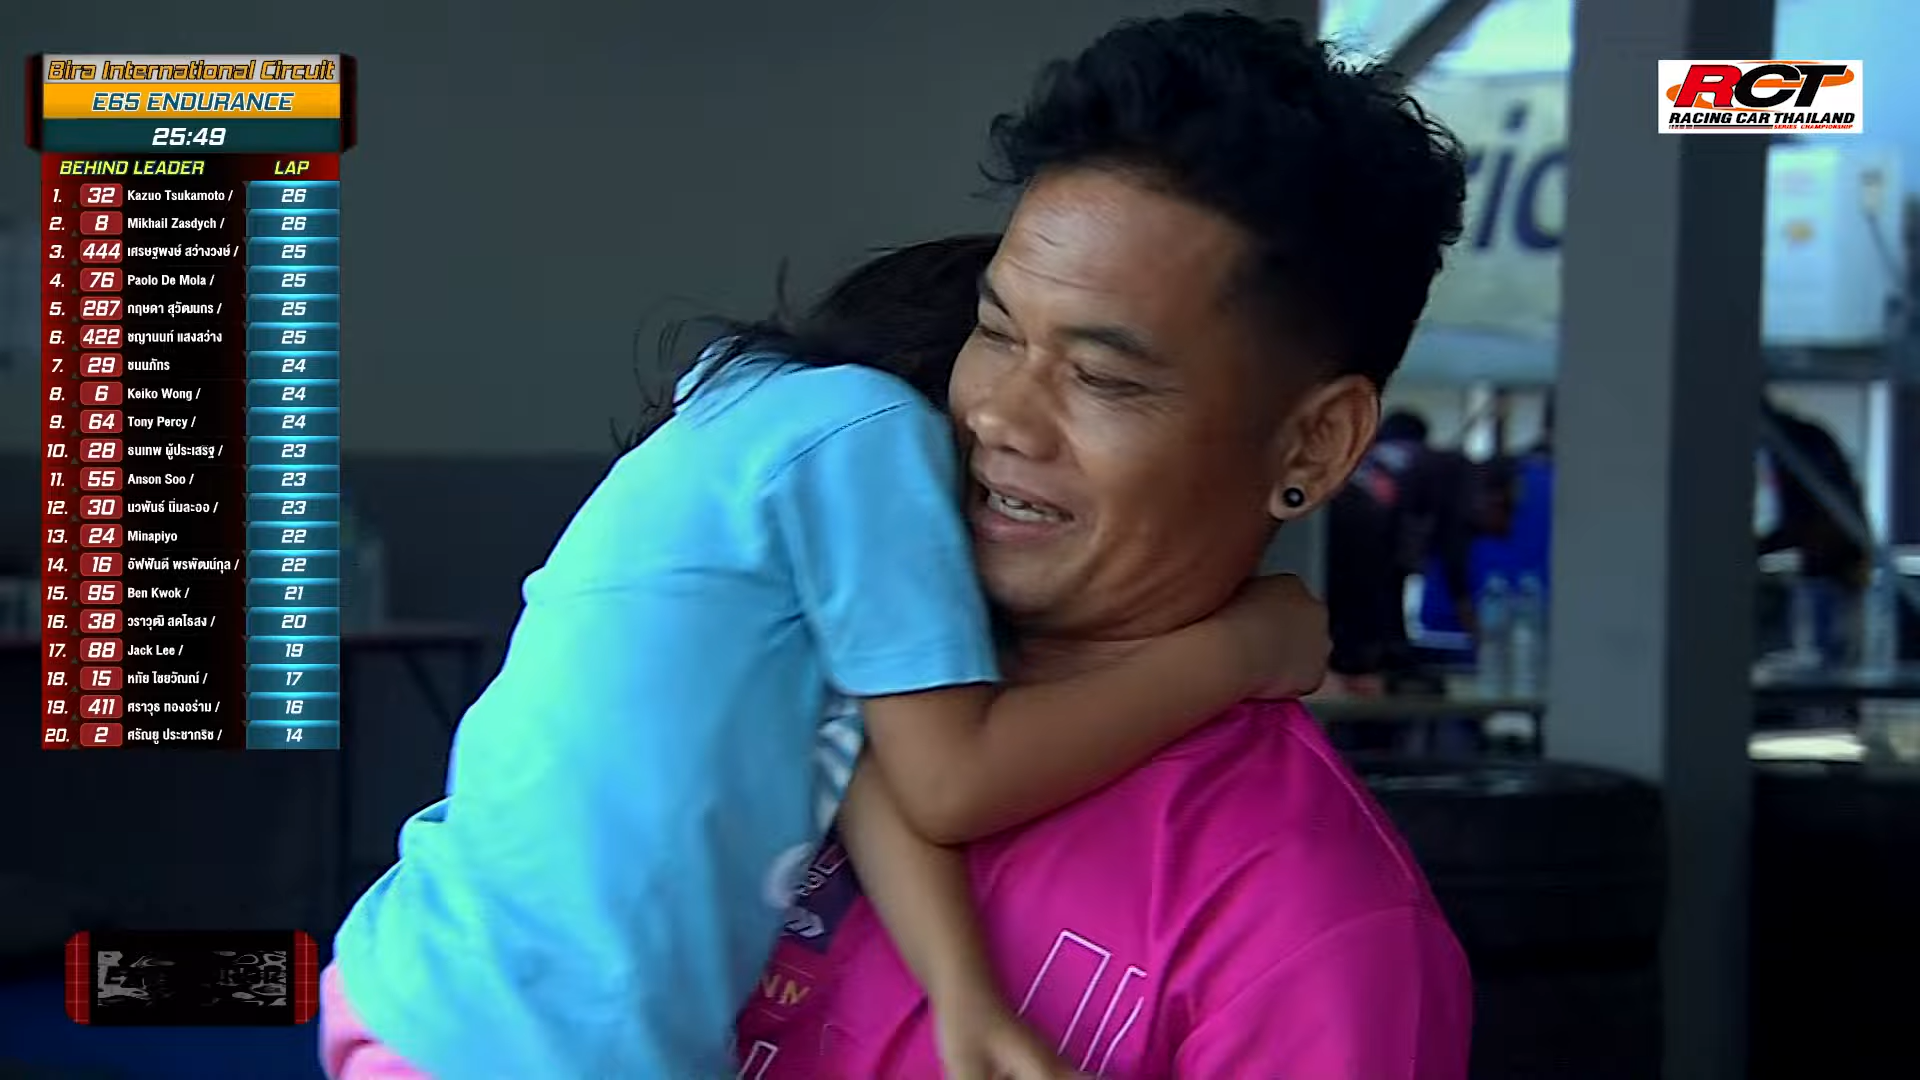 Bira International Circuit
E65 ENDURANCE
25:49
BEHIND LEADER LAP
1. 32 Kazuo Tsukamoto / 26
2. 8 Mikhail Zasdych / 26
3. 444 เศรษฐพงษ์ สว่างวงษ์ / 25
4. 76 Paolo De Mola / 25
5. 287 กฤษดา สุวัฒนกร / 25
6. 422 ชญานนท์ แสงสว่าง 25
7. 29 ชนนภัทร 24
8. 6 Keiko Wong / 24
9. 64 Tony Percy / 24
10. 28 ธนเทพ ผู้ประเสริฐ / 23
11. 55 Anson Soo / 23
12. 30 นวพันธ์ นิ่มละออ / 23
13. 24 Minapiyo 22
14. 16 อัฟฟันดี พรพัฒน์กุล / 22
15. 95 Ben Kwok / 21
16. 38 วราวุฒิ สดใสง / 20
17. 88 Jack Lee / 19
18. 15 หทัย ไชยวัณณ์ / 17
19. 411 ศราวุธ ทองอร่าม / 16
20. 2 ศรัณยู ประชากริช / 14
RCT
RACING CAR THAILAND
SERIES CHAMPIONSHIP